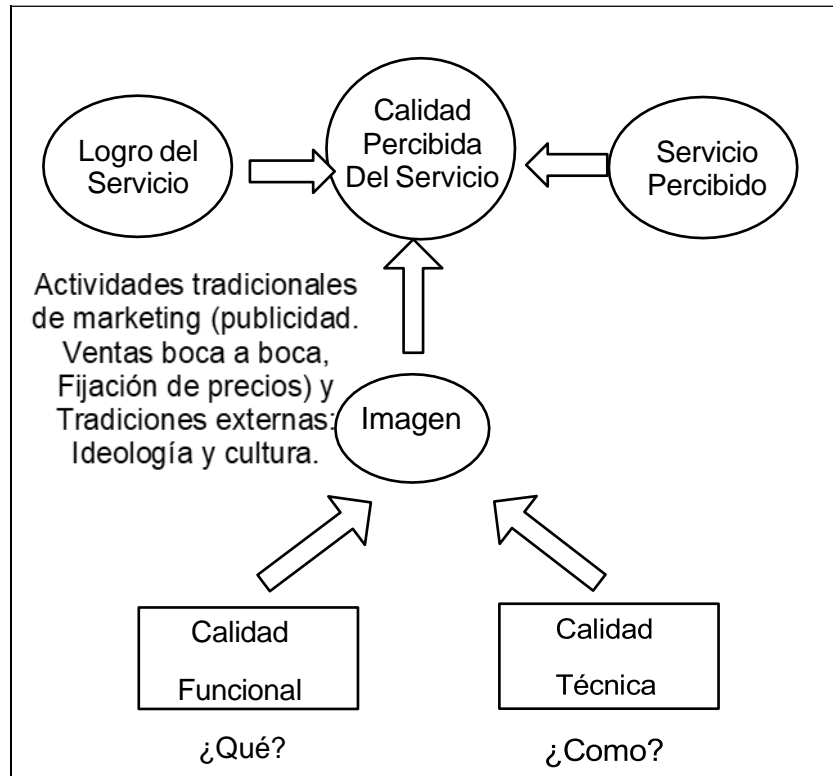 Logro del
Servicio
Calidad
Percibida
Del Servicio
Servicio
Percibido
Actividades tradicionales
de marketing (publicidad.
Ventas boca a boca,
Fijación de precios) y
Tradiciones externas:
Ideología y cultura.
Imagen
Calidad
Funcional
¿Qué?
Calidad
Técnica
¿Como?